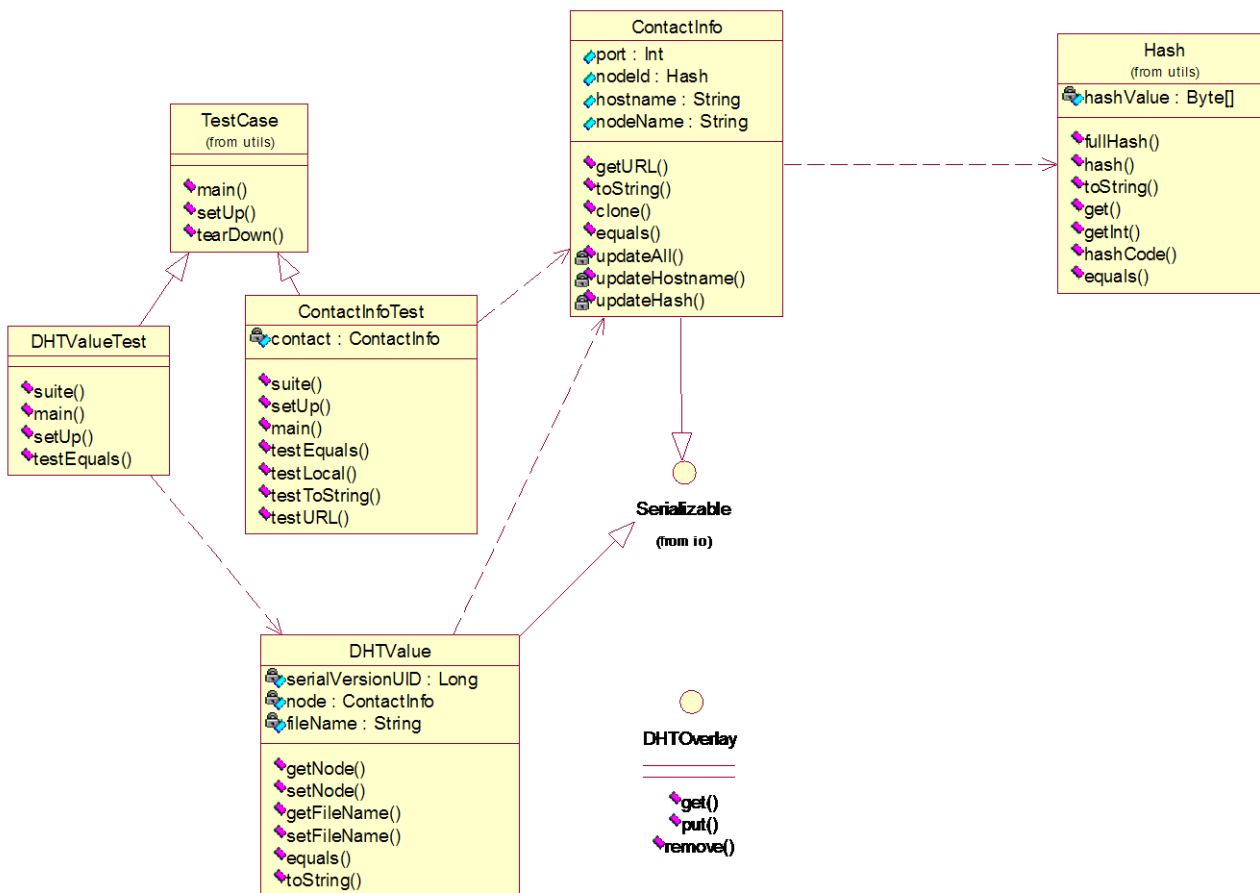 ContactInfo
port : Int
nodeId : Hash
hostname : String
nodeName : String
getURL()
toString()
clone()
equals()
updateAll()
updateHostname()
updateHash()
Hash
(from utils)
hashValue : Byte[]
fullHash()
hash()
toString()
get()
getInt()
hashCode()
equals()
TestCase
(from utils)
main()
setUp()
tearDown()
DHTValueTest
suite()
main()
setUp()
testEquals()
ContactInfoTest
contact : ContactInfo
suite()
setUp()
main()
testEquals()
testLocal()
testToString()
testURL()
Serializable
(from io)
DHTValue
serialVersionUID : Long
node : ContactInfo
fileName : String
getNode()
setNode()
getFileName()
setFileName()
equals()
toString()
DHTOverlay
get()
put()
remove()